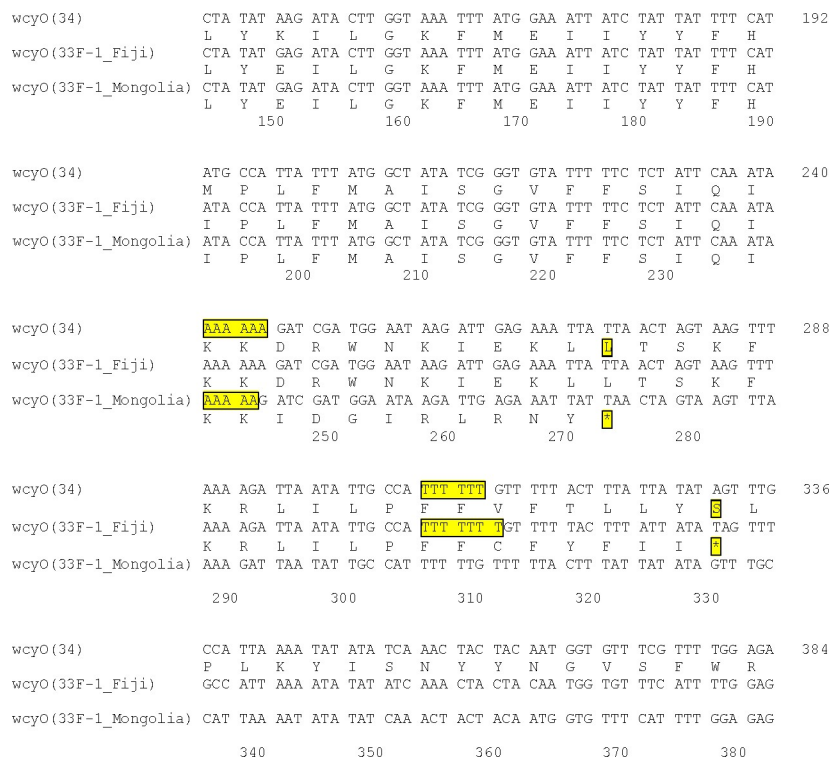 wcyO(34) CTA TAT AAG ATA CTT GGT AAA TTT ATG GAA ATT ATC TAT TAT TTT CAT 192
L Y K I L G K F M E I I Y Y F H
wcyO(33F-1_Fiji) CTA TAT GAG ATA CTT GGT AAA TTT ATG GAA ATT ATC TAT TAT TTT CAT
L Y E I L G K F M E I I Y Y F H
wcyO(33F-1_Mongolia) CTA TAT GAG ATA CTT GGT AAA TTT ATG GAA ATT ATC TAT TAT TTT CAT
L Y E I L G K F M E I I Y Y F H
150 160 170 180 190
wcyO(34) ATG CCA TTA TTT ATG GCT ATA TCG GGT GTA TTT TTC TCT ATT CAA ATA 240
M P L F M A I S G V F F S I Q I
wcyO(33F-1_Fiji) ATA CCA TTA TTT ATG GCT ATA TCG GGT GTA TTT TTC TCT ATT CAA ATA
I P L F M A I S G V F F S I Q I
wcyO(33F-1_Mongolia) ATA CCA TTA TTT ATG GCT ATA TCG GGT GTA TTT TTC TCT ATT CAA ATA
I P L F M A I S G V F F S I Q I
200 210 220 230
wcyO(34) AAA AAA GAT CGA TGG AAT AAG ATT GAG AAA TTA TTA ACT AGT AAG TTT 288
K K D R W N K I E K L L T S K F
wcyO(33F-1_Fiji) AAA AAA GAT CGA TGG AAT AAG ATT GAG AAA TTA TTA ACT AGT AAG TTT
K K D R W N K I E K L L T S K F
wcyO(33F-1_Mongolia) AAA AAG ATC GAT GGA ATA AGA TTG AGA AAT TAT TAA CTA GTA AGT TTA
K K I D G I R L R N Y *
250 260 270 280
wcyO(34) AAA AGA TTA ATA TTG CCA TTT TTT GTT TTT ACT TTA TTA TAT AGT TTG 336
K R L I L P F F V F T L L Y S L
wcyO(33F-1_Fiji) AAA AGA TTA ATA TTG CCA TTT TTT TGT TTT TAC TTT ATT ATA TAG TTT
K R L I L P F F C F Y F I I *
wcyO(33F-1_Mongolia) AAA GAT TAA TAT TGC CAT TTT TTG TTT TTA CTT TAT TAT ATA GTT TGC
290 300 310 320 330
wcyO(34) CCA TTA AAA TAT ATA TCA AAC TAC TAC AAT GGT GTT TCG TTT TGG AGA 384
P L K Y I S N Y Y N G V S F W R
wcyO(33F-1_Fiji) GCC ATT AAA ATA TAT ATC AAA CTA CTA CAA TGG TGT TTC ATT TTG GAG
wcyO(33F-1_Mongolia) CAT TAA AAT ATA TAT CAA ACT ACT ACA ATG GTG TTT CAT TTT GGA GAG
340 350 360 370 380